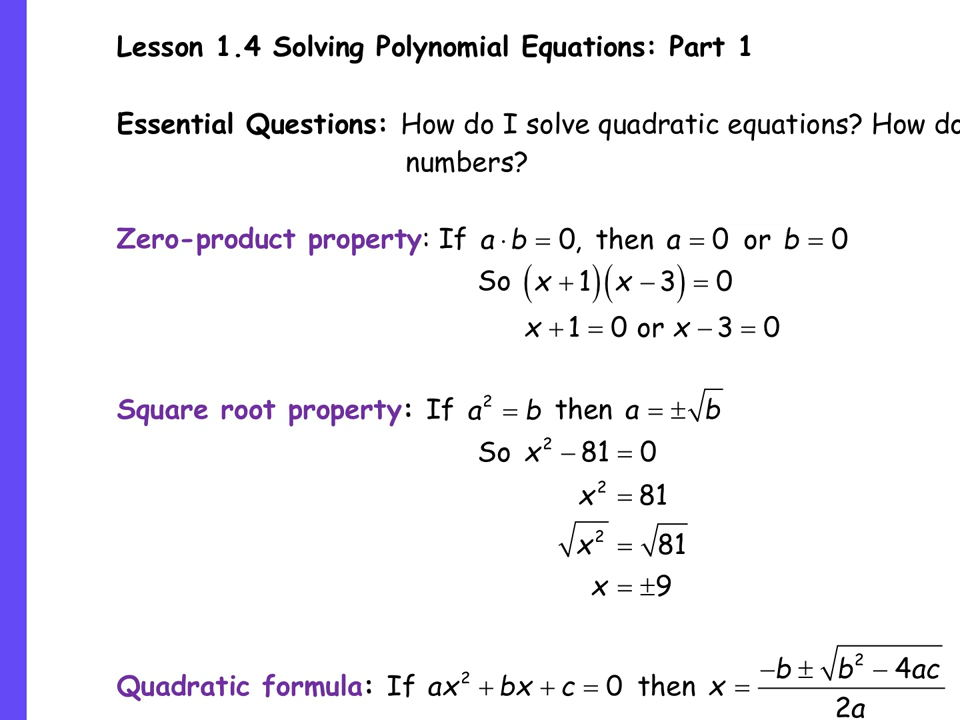 Lesson 1.4 Solving Polynomial Equations: Part 1
Essential Questions: How do I solve quadratic equations? How do
numbers?
Zero-product property: If a · b = 0, then a = 0 or b = 0
So (x + 1)(x − 3) = 0
x + 1 = 0 or x − 3 = 0
Square root property: If a² = b then a = ±√b
So x² − 81 = 0
x² = 81
√x² = √81
x = ±9
Quadratic formula: If ax² + bx + c = 0 then x = (−b ± √(b² − 4ac))/(2a)